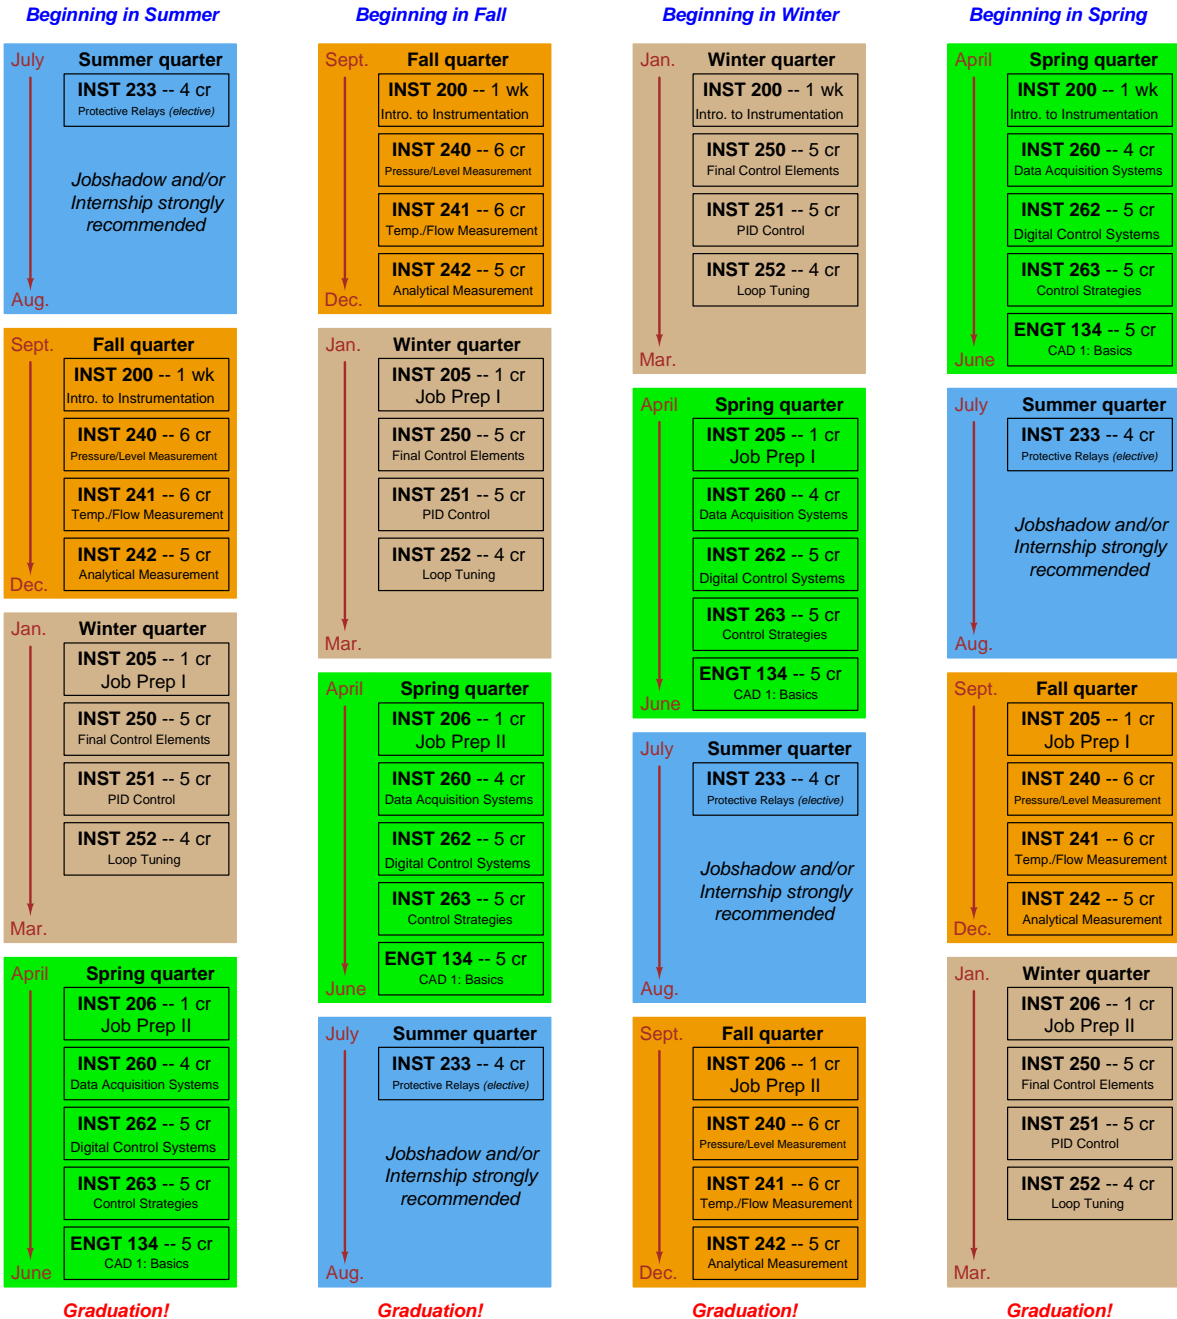 Beginning in Summer
July
Summer quarter
INST 233 -- 4 cr
Protective Relays (elective)
Jobshadow and/or
Internship strongly
recommended
Aug.
Sept.
Fall quarter
INST 200 -- 1 wk
Intro. to Instrumentation
INST 240 -- 6 cr
Pressure/Level Measurement
INST 241 -- 6 cr
Temp./Flow Measurement
INST 242 -- 5 cr
Analytical Measurement
Dec.
Jan.
Winter quarter
INST 205 -- 1 cr
Job Prep I
INST 250 -- 5 cr
Final Control Elements
INST 251 -- 5 cr
PID Control
INST 252 -- 4 cr
Loop Tuning
Mar.
April
Spring quarter
INST 206 -- 1 cr
Job Prep II
INST 260 -- 4 cr
Data Acquisition Systems
INST 262 -- 5 cr
Digital Control Systems
INST 263 -- 5 cr
Control Strategies
ENGT 134 -- 5 cr
CAD 1: Basics
June
Graduation!
Beginning in Fall
Sept.
Fall quarter
INST 200 -- 1 wk
Intro. to Instrumentation
INST 240 -- 6 cr
Pressure/Level Measurement
INST 241 -- 6 cr
Temp./Flow Measurement
INST 242 -- 5 cr
Analytical Measurement
Dec.
Jan.
Winter quarter
INST 205 -- 1 cr
Job Prep I
INST 250 -- 5 cr
Final Control Elements
INST 251 -- 5 cr
PID Control
INST 252 -- 4 cr
Loop Tuning
Mar.
April
Spring quarter
INST 206 -- 1 cr
Job Prep II
INST 260 -- 4 cr
Data Acquisition Systems
INST 262 -- 5 cr
Digital Control Systems
INST 263 -- 5 cr
Control Strategies
ENGT 134 -- 5 cr
CAD 1: Basics
June
July
Summer quarter
INST 233 -- 4 cr
Protective Relays (elective)
Jobshadow and/or
Internship strongly
recommended
Aug.
Graduation!
Beginning in Winter
Jan.
Winter quarter
INST 200 -- 1 wk
Intro. to Instrumentation
INST 250 -- 5 cr
Final Control Elements
INST 251 -- 5 cr
PID Control
INST 252 -- 4 cr
Loop Tuning
Mar.
April
Spring quarter
INST 205 -- 1 cr
Job Prep I
INST 260 -- 4 cr
Data Acquisition Systems
INST 262 -- 5 cr
Digital Control Systems
INST 263 -- 5 cr
Control Strategies
ENGT 134 -- 5 cr
CAD 1: Basics
June
July
Summer quarter
INST 233 -- 4 cr
Protective Relays (elective)
Jobshadow and/or
Internship strongly
recommended
Aug.
Sept.
Fall quarter
INST 206 -- 1 cr
Job Prep II
INST 240 -- 6 cr
Pressure/Level Measurement
INST 241 -- 6 cr
Temp./Flow Measurement
INST 242 -- 5 cr
Analytical Measurement
Dec.
Graduation!
Beginning in Spring
April
Spring quarter
INST 200 -- 1 wk
Intro. to Instrumentation
INST 260 -- 4 cr
Data Acquisition Systems
INST 262 -- 5 cr
Digital Control Systems
INST 263 -- 5 cr
Control Strategies
ENGT 134 -- 5 cr
CAD 1: Basics
June
July
Summer quarter
INST 233 -- 4 cr
Protective Relays (elective)
Jobshadow and/or
Internship strongly
recommended
Aug.
Sept.
Fall quarter
INST 205 -- 1 cr
Job Prep I
INST 240 -- 6 cr
Pressure/Level Measurement
INST 241 -- 6 cr
Temp./Flow Measurement
INST 242 -- 5 cr
Analytical Measurement
Dec.
Jan.
Winter quarter
INST 206 -- 1 cr
Job Prep II
INST 250 -- 5 cr
Final Control Elements
INST 251 -- 5 cr
PID Control
INST 252 -- 4 cr
Loop Tuning
Mar.
Graduation!